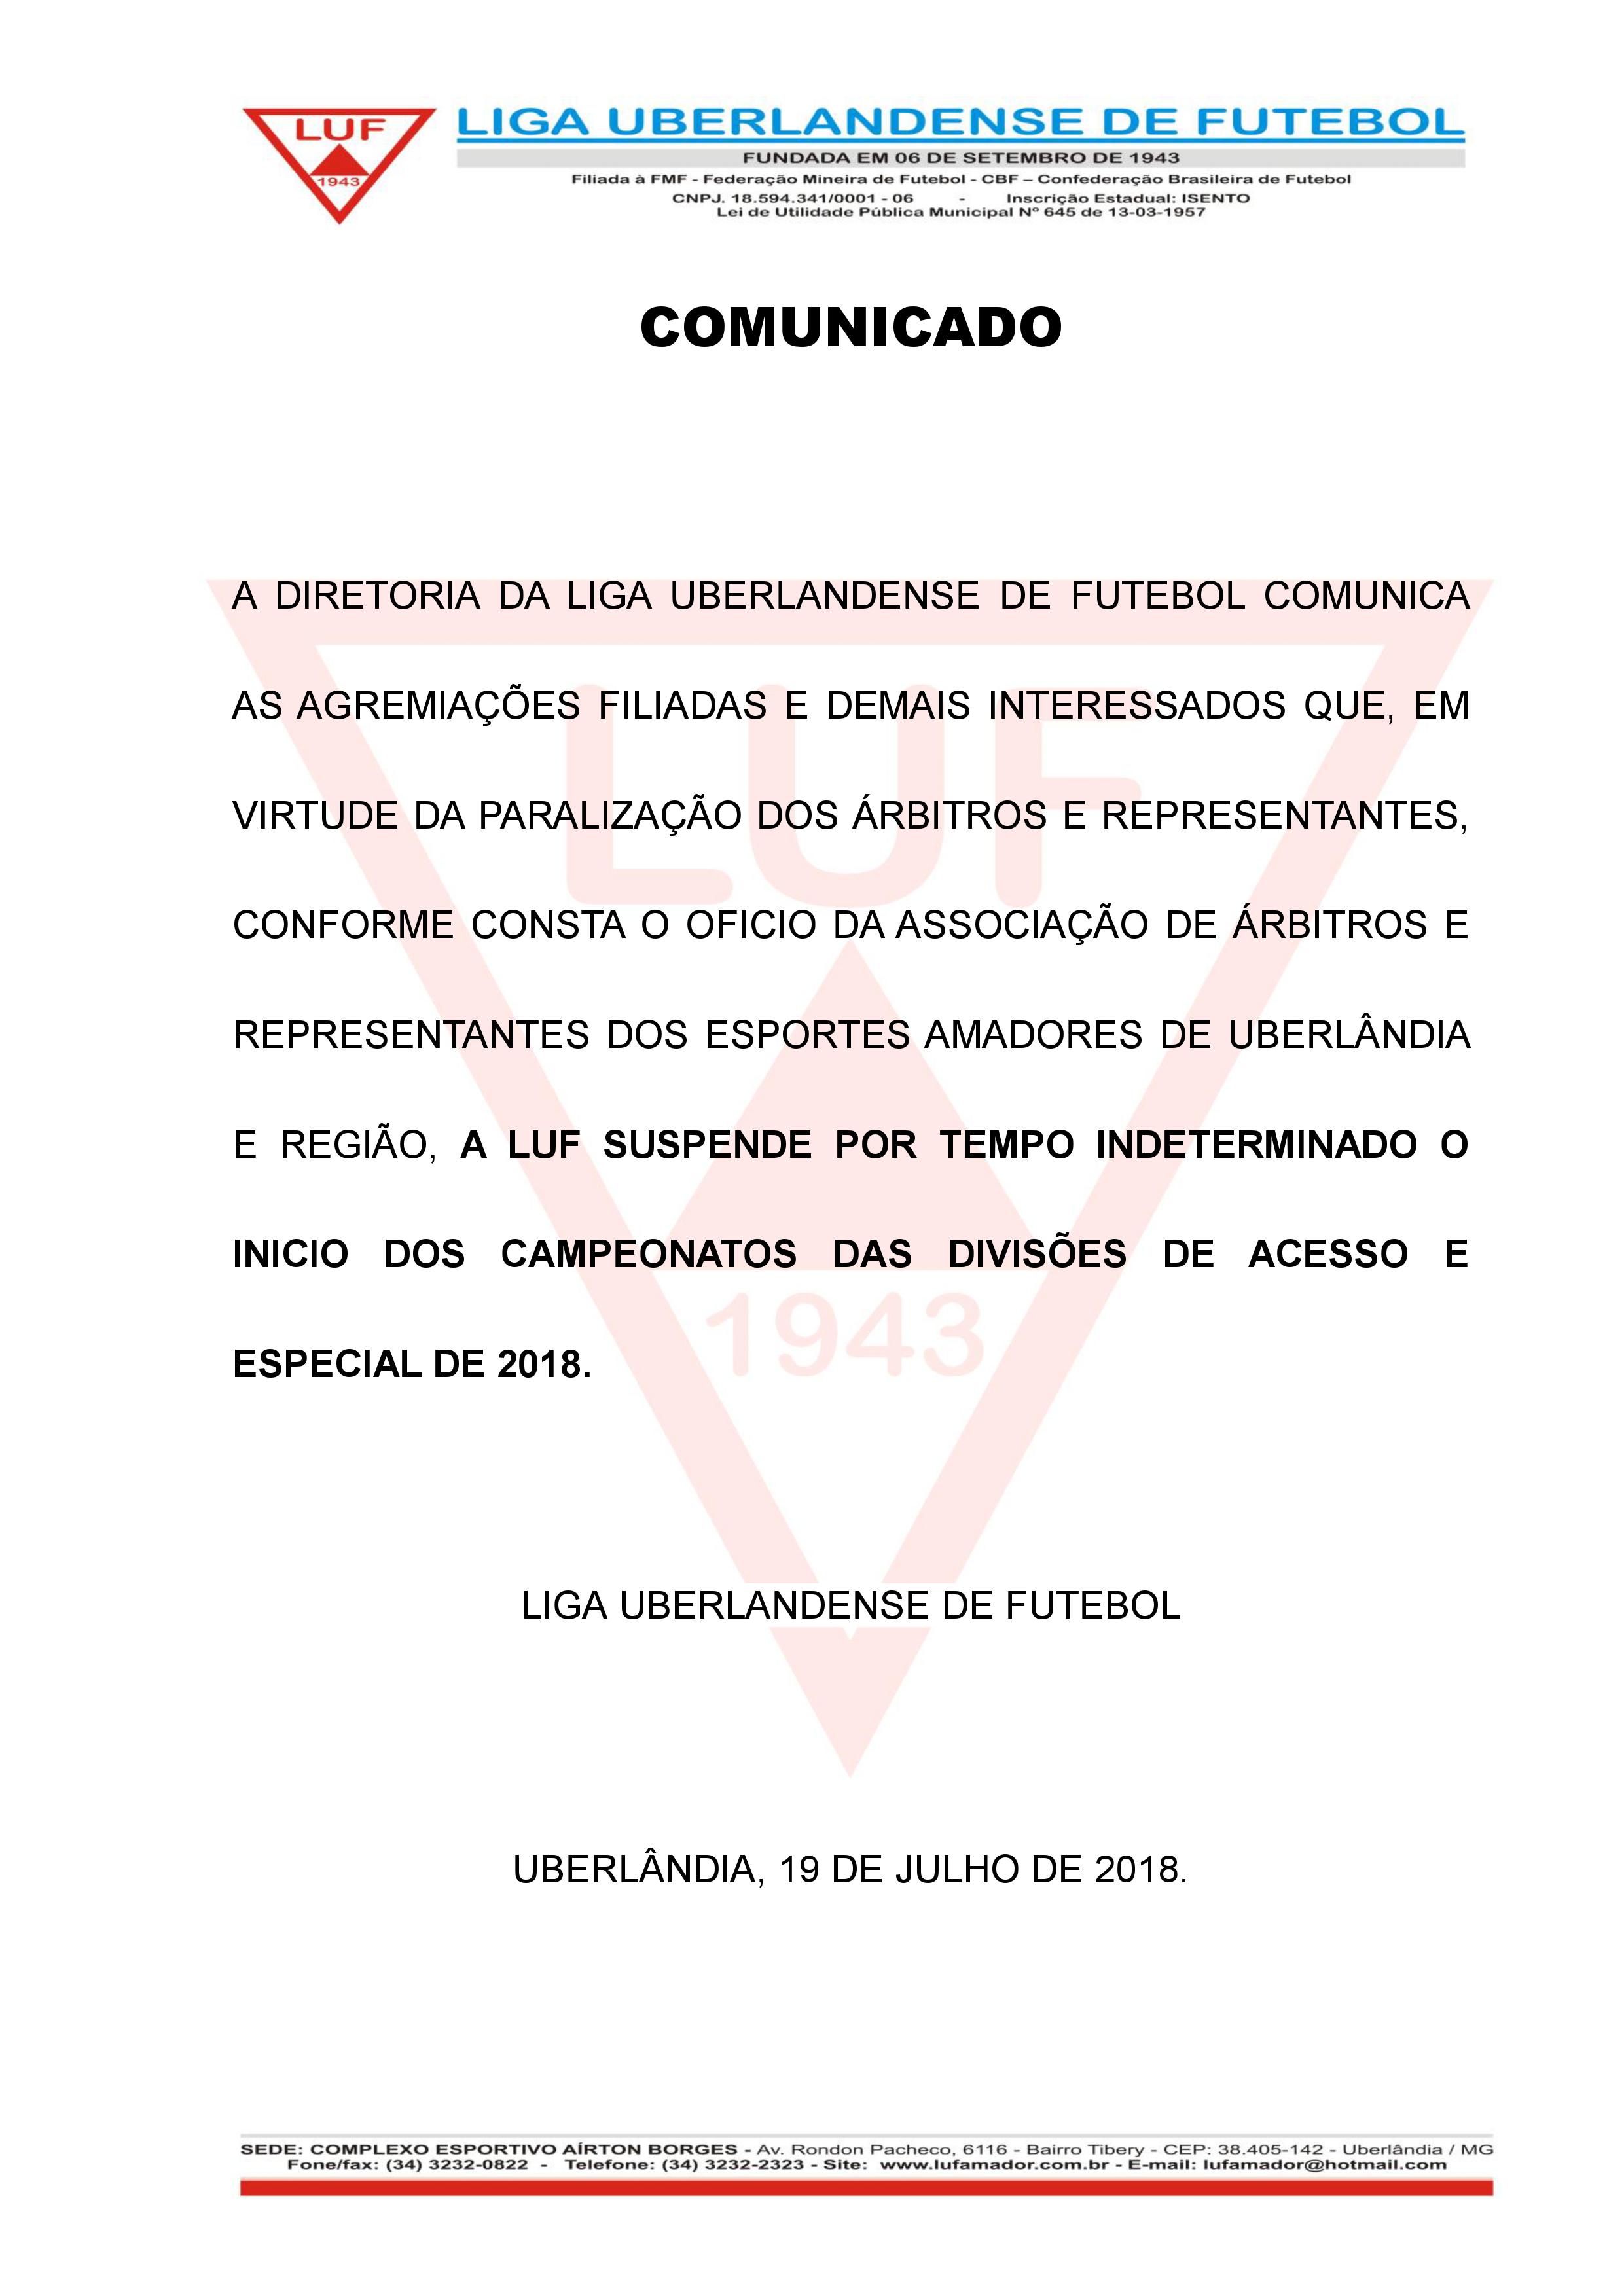 LUF
1943
LIGA UBERLANDENSE DE FUTEBOL
FUNDADA EM 06 DE SETEMBRO DE 1943
Filiada à FMF - Federação Mineira de Futebol - CBF – Confederação Brasileira de Futebol
CNPJ. 18.594.341/0001 - 06 - Inscrição Estadual: ISENTO
Lei de Utilidade Pública Municipal Nº 645 de 13-03-1957
COMUNICADO
A DIRETORIA DA LIGA UBERLANDENSE DE FUTEBOL COMUNICA
AS AGREMIAÇÕES FILIADAS E DEMAIS INTERESSADOS QUE, EM
VIRTUDE DA PARALIZAÇÃO DOS ÁRBITROS E REPRESENTANTES,
CONFORME CONSTA O OFICIO DA ASSOCIAÇÃO DE ÁRBITROS E
REPRESENTANTES DOS ESPORTES AMADORES DE UBERLÂNDIA
E REGIÃO, A LUF SUSPENDE POR TEMPO INDETERMINADO O
INICIO DOS CAMPEONATOS DAS DIVISÕES DE ACESSO E
ESPECIAL DE 2018.
LUF
1943
LIGA UBERLANDENSE DE FUTEBOL
UBERLÂNDIA, 19 DE JULHO DE 2018.
SEDE: COMPLEXO ESPORTIVO AÍRTON BORGES - Av. Rondon Pacheco, 6116 - Bairro Tibery - CEP: 38.405-142 - Uberlândia / MG
Fone/fax: (34) 3232-0822 - Telefone: (34) 3232-2323 - Site: www.lufamador.com.br - E-mail: lufamador@hotmail.com